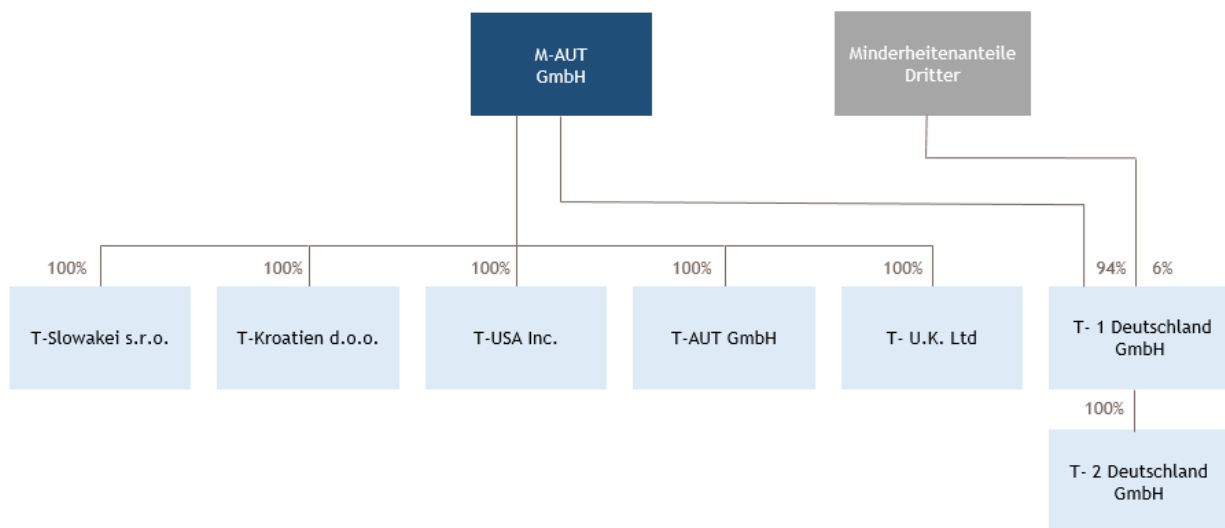 M-AUT
GmbH
Minderheitenanteile
Dritter
100%
100%
100%
100%
100%
94%
6%
T-Slowakei s.r.o.
T-Kroatien d.o.o.
T-USA Inc.
T-AUT GmbH
T- U.K. Ltd
T- 1 Deutschland
GmbH
100%
T- 2 Deutschland
GmbH